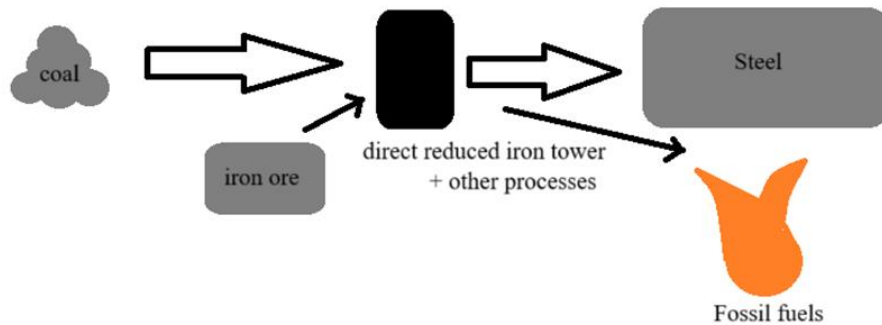 coal
Steel
iron ore
direct reduced iron tower
+ other processes
Fossil fuels